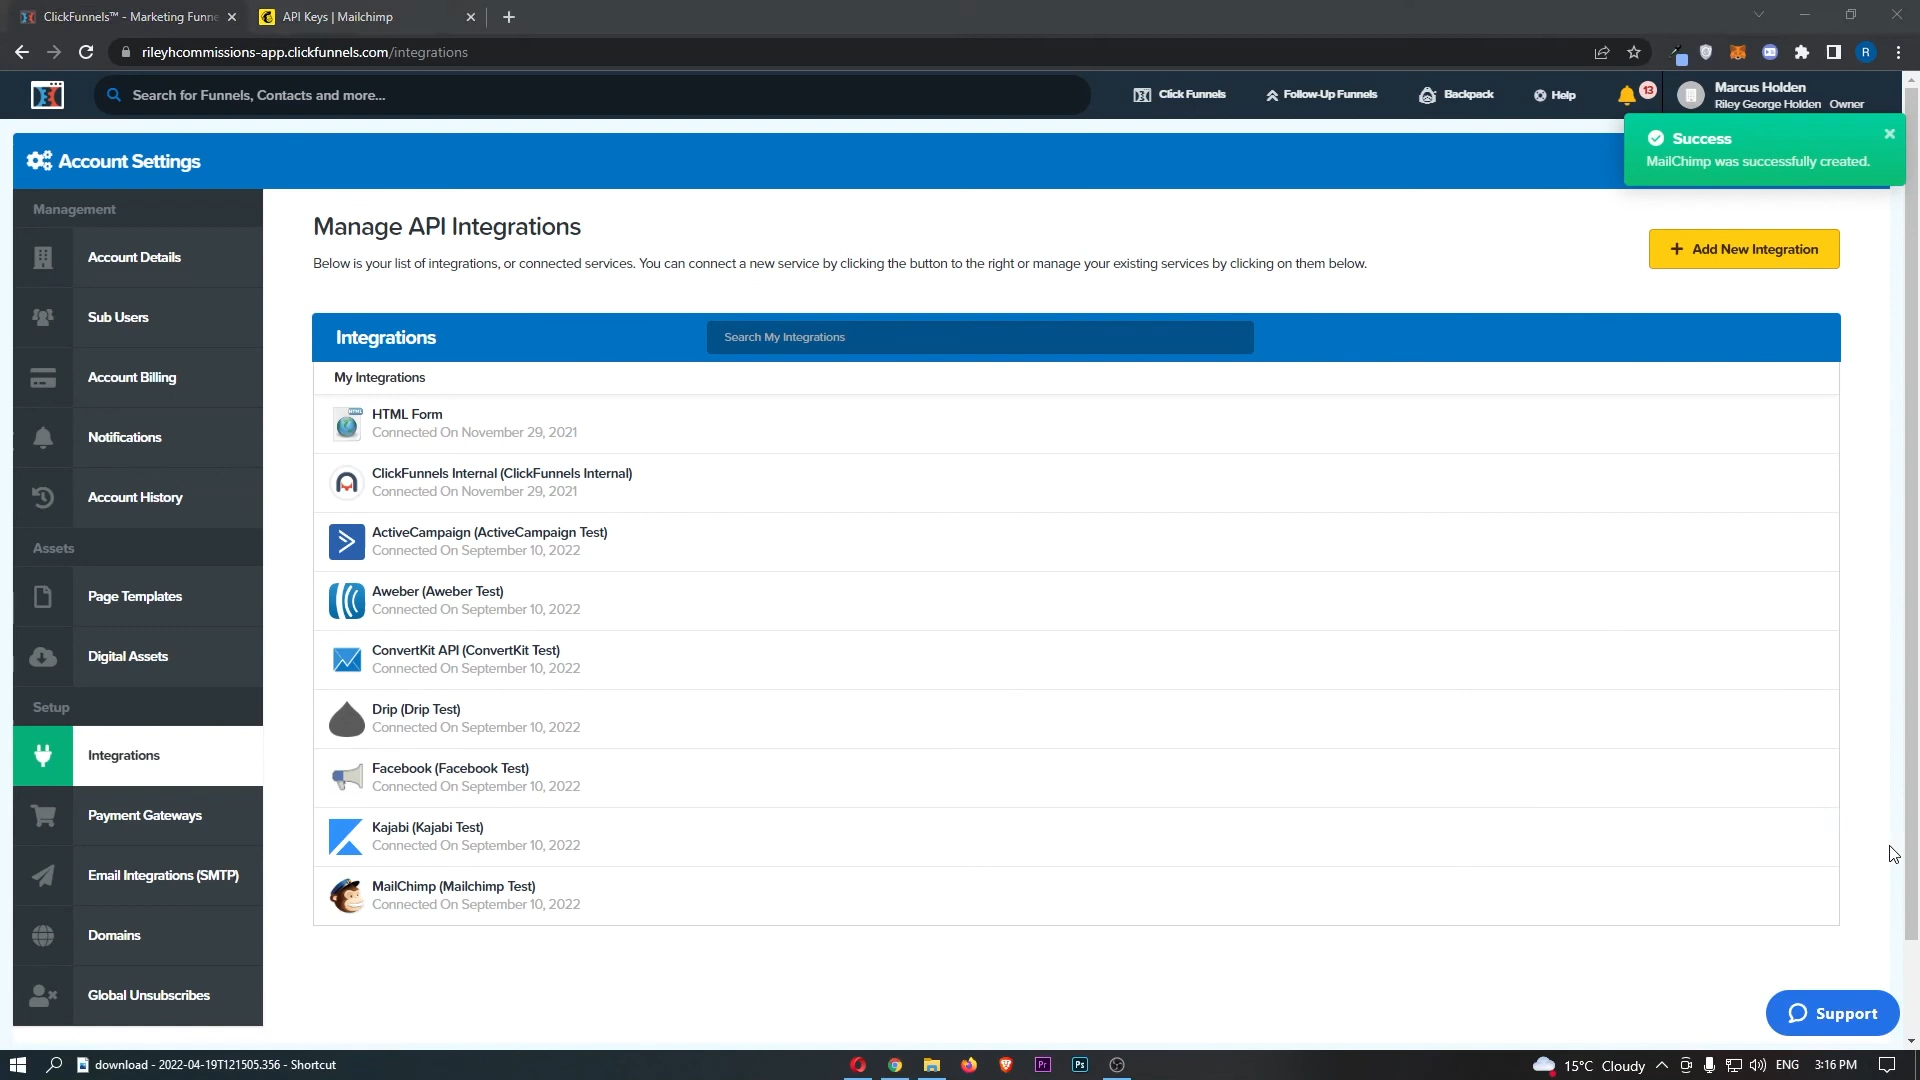 ClickFunnels™ - Marketing Funne
API Keys | Mailchimp
rileyhcommissions-app.clickfunnels.com/integrations
R
Search for Funnels, Contacts and more...
Click Funnels
Follow-Up Funnels
Backpack
Help
13
Marcus Holden
Riley George Holden Owner
Success
MailChimp was successfully created.
Account Settings
Management
Account Details
Sub Users
Account Billing
Notifications
Account History
Assets
Page Templates
Digital Assets
Setup
Integrations
Payment Gateways
Email Integrations (SMTP)
Domains
Global Unsubscribes
Manage API Integrations
Below is your list of integrations, or connected services. You can connect a new service by clicking the button to the right or manage your existing services by clicking on them below.
+ Add New Integration
Integrations
Search My Integrations
My Integrations
HTML Form
Connected On November 29, 2021
ClickFunnels Internal (ClickFunnels Internal)
Connected On November 29, 2021
ActiveCampaign (ActiveCampaign Test)
Connected On September 10, 2022
Aweber (Aweber Test)
Connected On September 10, 2022
ConvertKit API (ConvertKit Test)
Connected On September 10, 2022
Drip (Drip Test)
Connected On September 10, 2022
Facebook (Facebook Test)
Connected On September 10, 2022
Kajabi (Kajabi Test)
Connected On September 10, 2022
MailChimp (Mailchimp Test)
Connected On September 10, 2022
Support
download - 2022-04-19T121505.356 - Shortcut
Pr
Ps
15°C Cloudy
ENG
3:16 PM